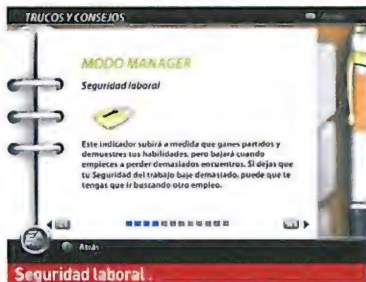 TRUCOS Y CONSEJOS
MODO MANAGER
Seguridad laboral
Este indicador subirá a medida que ganes partidos y
demuestres tus habilidades, pero bajará cuando
empieces a perder demasiados encuentros. Si dejas que
tu Seguridad del trabajo baje demasiado, puede que te
tengas que ir buscando otro empleo.
Atrás
Seguridad laboral